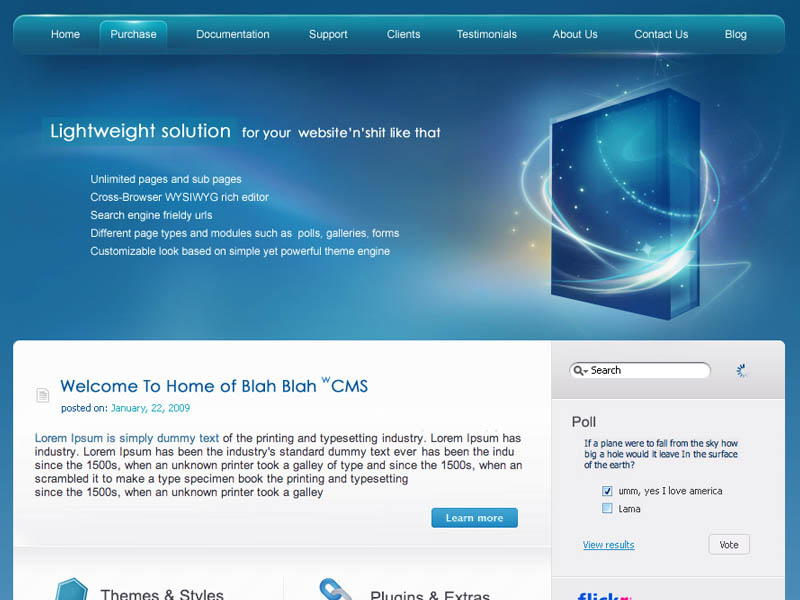 Home Purchase Documentation Support Clients Testimonials About Us Contact Us Blog
Lightweight solution for your website'n'shit like that
Unlimited pages and sub pages
Cross-Browser WYSIWYG rich editor
Search engine frieldy urls
Different page types and modules such as polls, galleries, forms
Customizable look based on simple yet powerful theme engine
Welcome To Home of Blah Blah wCMS
posted on: January, 22, 2009
Lorem Ipsum is simply dummy text of the printing and typesetting industry. Lorem Ipsum has
industry. Lorem Ipsum has been the industry's standard dummy text ever has been the indu
since the 1500s, when an unknown printer took a galley of type and since the 1500s, when an
scrambled it to make a type specimen book the printing and typesetting
since the 1500s, when an unknown printer took a galley
Learn more
Themes & Styles
Plugins & Extras
Search
Poll
If a plane were to fall from the sky how
big a hole would it leave In the surface
of the earth?
umm, yes I love america
Lama
View results
Vote
flickr